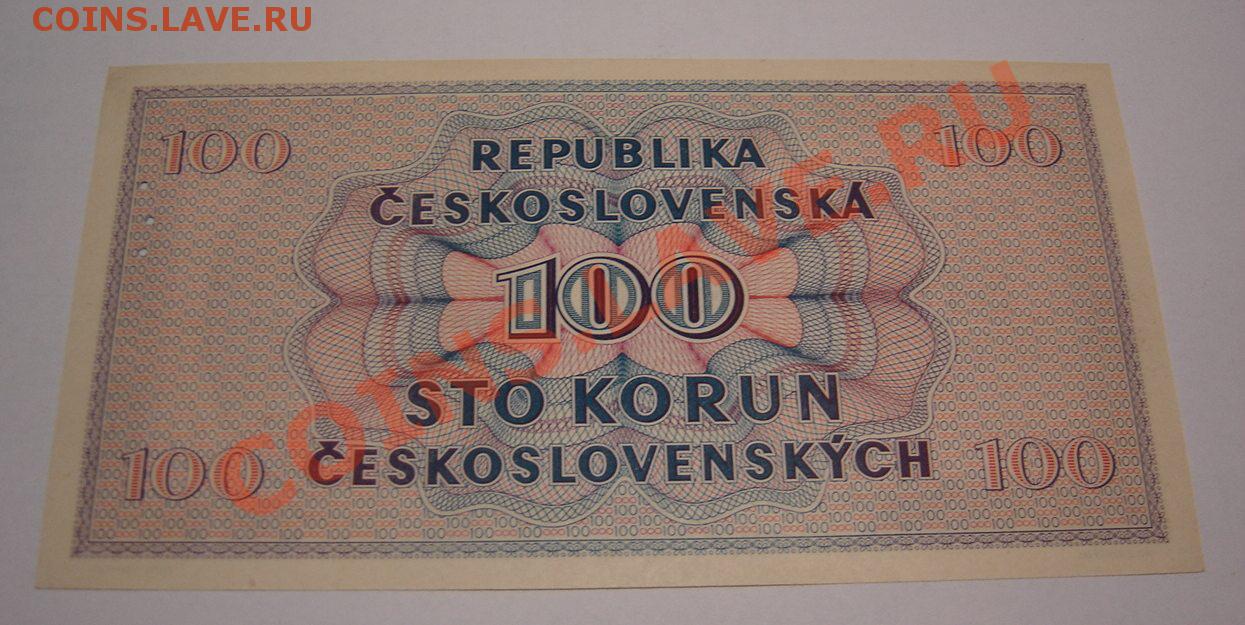 COINS.LAVE.RU
100 100
REPUBLIKA
ČESKOSLOVENSKÁ
100
STO KORUN
ČESKOSLOVENSKÝCH
100 100
COINS.LAVE.RU